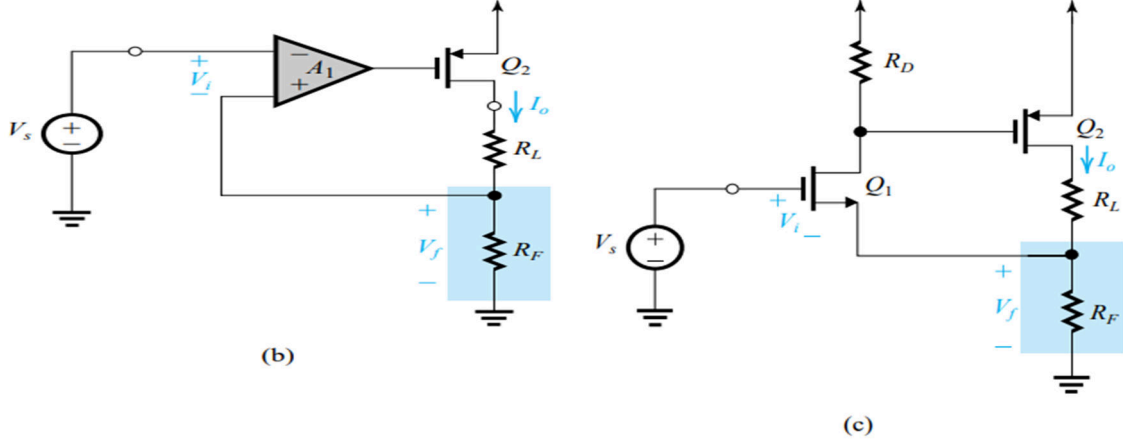 V_s
+
−
+
V_i
−
−
A_1
+
Q_2
I_o
R_L
+
V_f
−
R_F
(b)
R_D
Q_2
I_o
Q_1
+
V_i
−
R_L
V_s
+
−
+
V_f
−
R_F
(c)